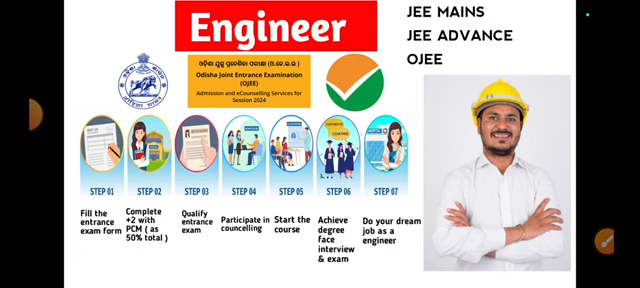 Engineer
JEE MAINS
JEE ADVANCE
OJEE
ଓଡ଼ିଶା ଯୁଗ୍ମ ପ୍ରବେଶିକା ପରୀକ୍ଷା (ଓ.ଜେ.ଇ.ଇ )
Odisha Joint Entrance Examination
(OJEE)
Admission and eCounselling Services for
Session 2024
STEP 01
STEP 02
STEP 03
STEP 04
STEP 05
STEP 06
STEP 07
Fill the
entrance
exam form
Complete
+2 with
PCM ( as
50% total )
Qualify
entrance
exam
Participate in
councelling
Start the
course
Achieve
degree
face
interview
& exam
Do your dream
job as a
engineer